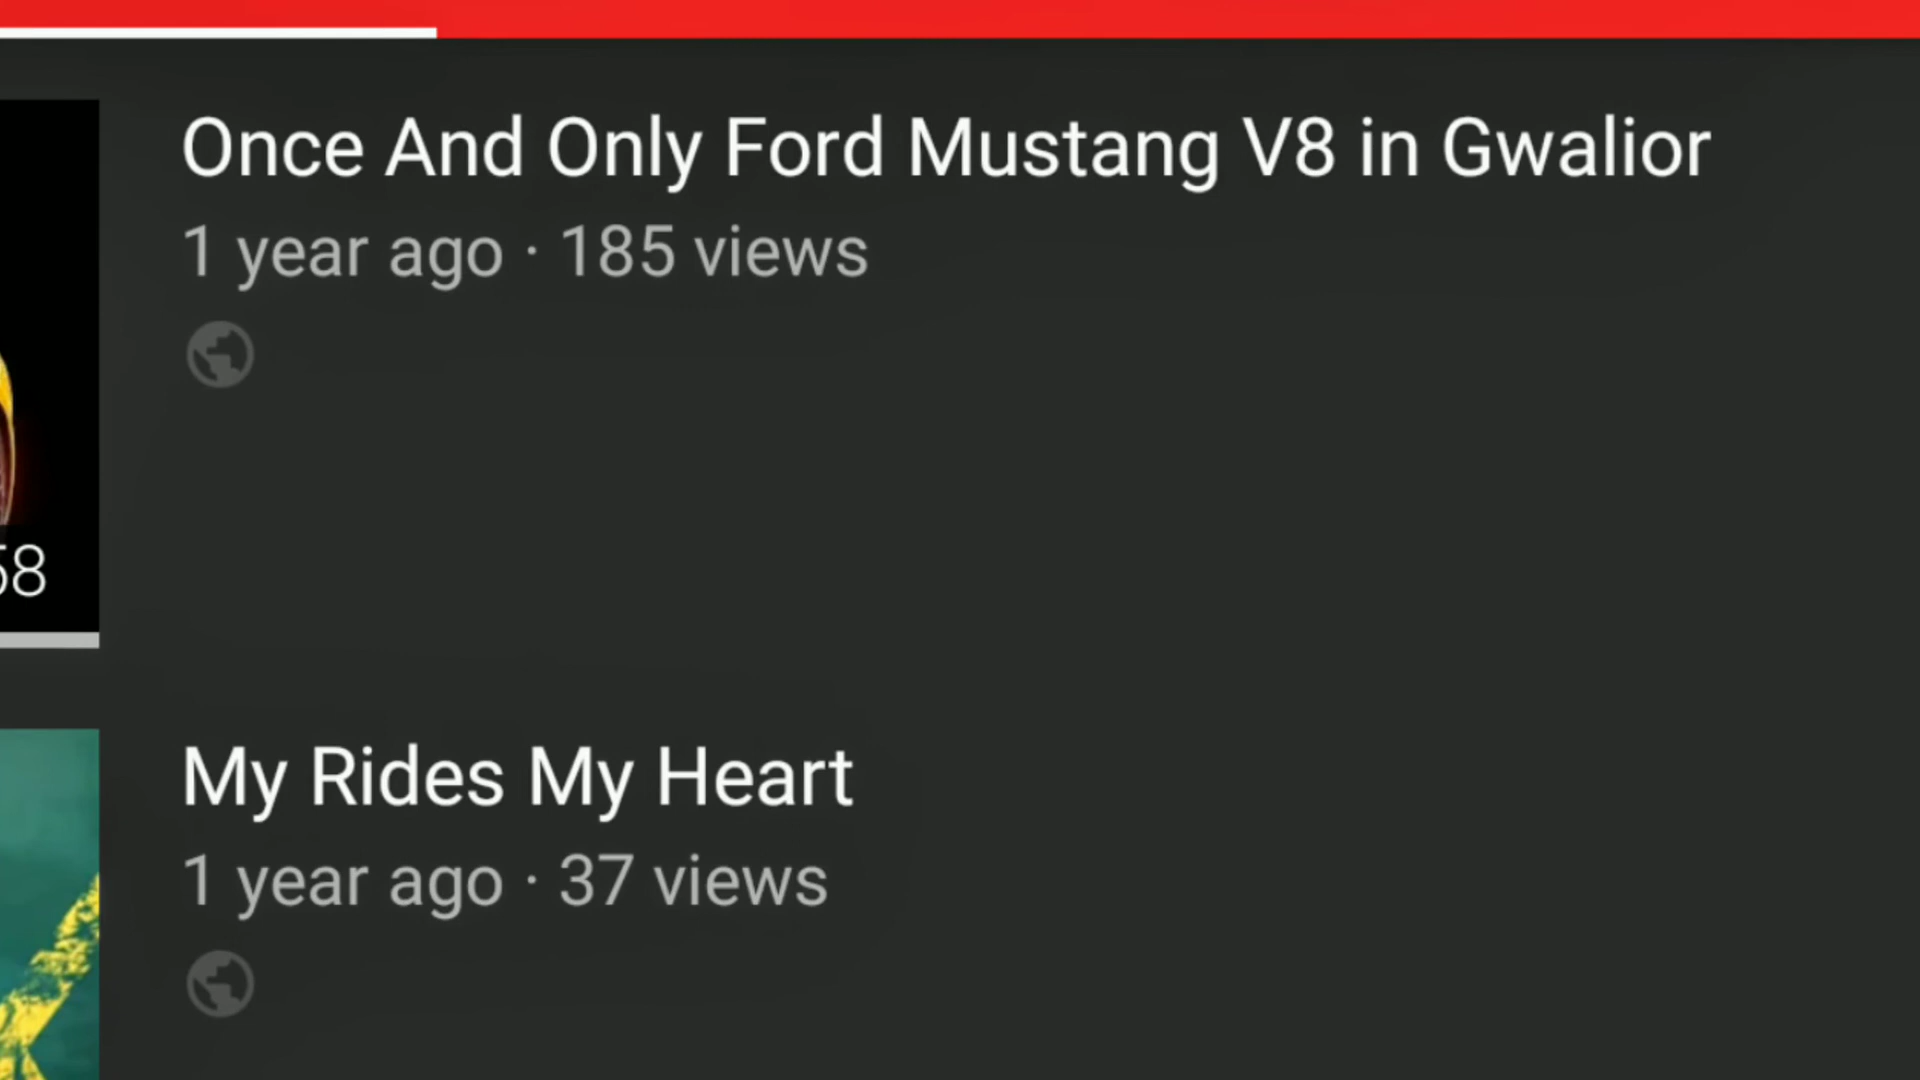 Once And Only Ford Mustang V8 in Gwalior
1 year ago · 185 views
58
My Rides My Heart
1 year ago · 37 views